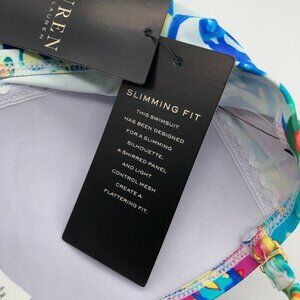 UREN
LAUREN
SLIMMING FIT
THIS SWIMSUIT
HAS BEEN DESIGNED
FOR A SLIMMING
SILHOUETTE.
A SHIRRED PANEL
AND LIGHT
CONTROL MESH
CREATE A
FLATTERING FIT.